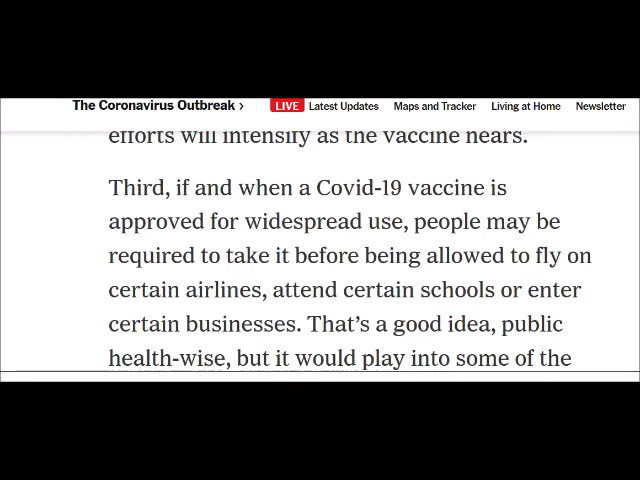 The Coronavirus Outbreak › LIVE Latest Updates Maps and Tracker Living at Home Newsletter
efforts will intensify as the vaccine nears.
Third, if and when a Covid-19 vaccine is
approved for widespread use, people may be
required to take it before being allowed to fly on
certain airlines, attend certain schools or enter
certain businesses. That’s a good idea, public
health-wise, but it would play into some of the